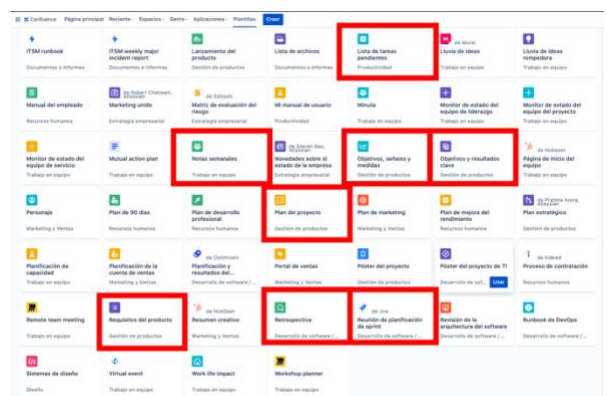 Confluence Página principal Reciente Espacios Gente Aplicaciones Plantillas Crear
ITSM runbook
Documentos e informes
ITSM weekly major incident report
Documentos e informes
Lanzamiento del producto
Gestión de productos
Lista de archivos
Documentos e informes
Lista de tareas pendientes
Productividad
de Mural
Lluvia de ideas
Trabajo en equipo
Lluvia de ideas rompedora
Trabajo en equipo
Manual del empleado
Recursos humanos
de Robert Chatwani, Atlassian
Marketing unido
Estrategia empresarial
Matriz de evaluación del riesgo
Estrategia empresarial
Mi manual de usuario
Productividad
Minuta
Trabajo en equipo
Monitor de estado del equipo de liderazgo
Trabajo en equipo
Monitor de estado del equipo del proyecto
Trabajo en equipo
Monitor de estado del equipo de servicio
Trabajo en equipo
Mutual action plan
Trabajo en equipo
Notas semanales
Trabajo en equipo
Novedades sobre el estado de la empresa
Estrategia empresarial
Objetivos, señales y medidas
Gestión de productos
Objetivos y resultados clave
Gestión de productos
de HubSpot
Página de inicio del equipo
Trabajo en equipo
Personaje
Marketing y Ventas
Plan de 90 días
Recursos humanos
Plan de desarrollo profesional
Recursos humanos
Plan del proyecto
Gestión de productos
Plan de marketing
Marketing y Ventas
Plan de mejora del rendimiento
Recursos humanos
Plan estratégico
Gestión de productos
Planificación de capacidad
Trabajo en equipo
Planificación de la cuenta de ventas
Marketing y Ventas
de Optimizely
Planificación y resultados del...
Desarrollo de software / ...
Portal de ventas
Marketing y Ventas
Póster del proyecto
Gestión de productos
Póster del proyecto de TI
Desarrollo de sof...
Usar
de Indeed
Proceso de contratación
Recursos humanos
Remote team meeting
Trabajo en equipo
Requisitos del producto
Gestión de productos
de HubSpot
Resumen creativo
Marketing y Ventas
Retrospectiva
Desarrollo de software / ...
de Jira
Reunión de planificación de sprint
Desarrollo de software / ...
Revisión de la arquitectura del software
Desarrollo de software / ...
Runbook de DevOps
Desarrollo de software / ...
Sistemas de diseño
Diseño
Virtual event
Trabajo en equipo
Work life impact
Trabajo en equipo
Workshop planner
Trabajo en equipo